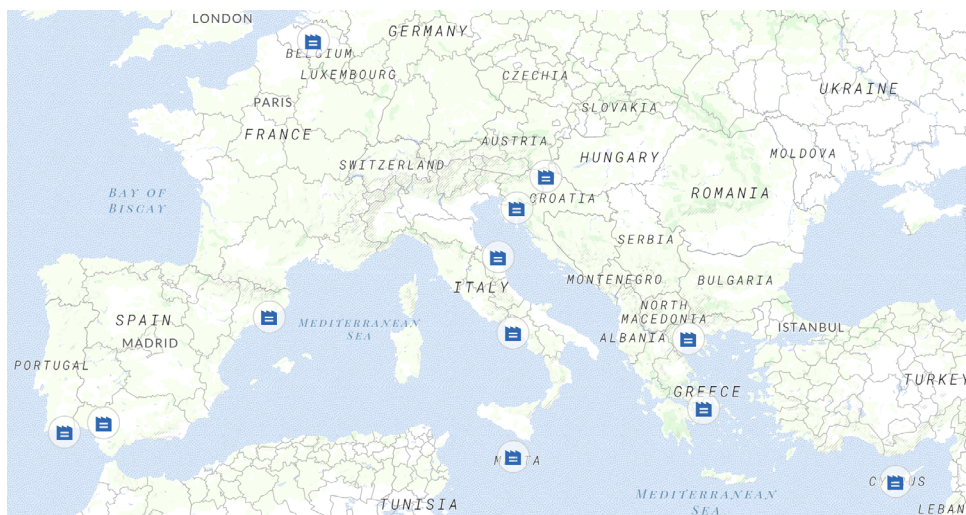 LONDON
GERMANY
BELGIUM
LUXEMBOURG
CZECHIA
UKRAINE
PARIS
SLOVAKIA
FRANCE
AUSTRIA
SWITZERLAND
HUNGARY
MOLDOVA
BAY OF
BISCAY
CROATIA
ROMANIA
SERBIA
ITALY
MONTENEGRO
BULGARIA
SPAIN
MEDITERRANEAN
SEA
NORTH
MACEDONIA
ISTANBUL
MADRID
ALBANIA
PORTUGAL
GREECE
TURKEY
MALTA
CYPRUS
TUNISIA
MEDITERRANEAN
SEA
LEBAN